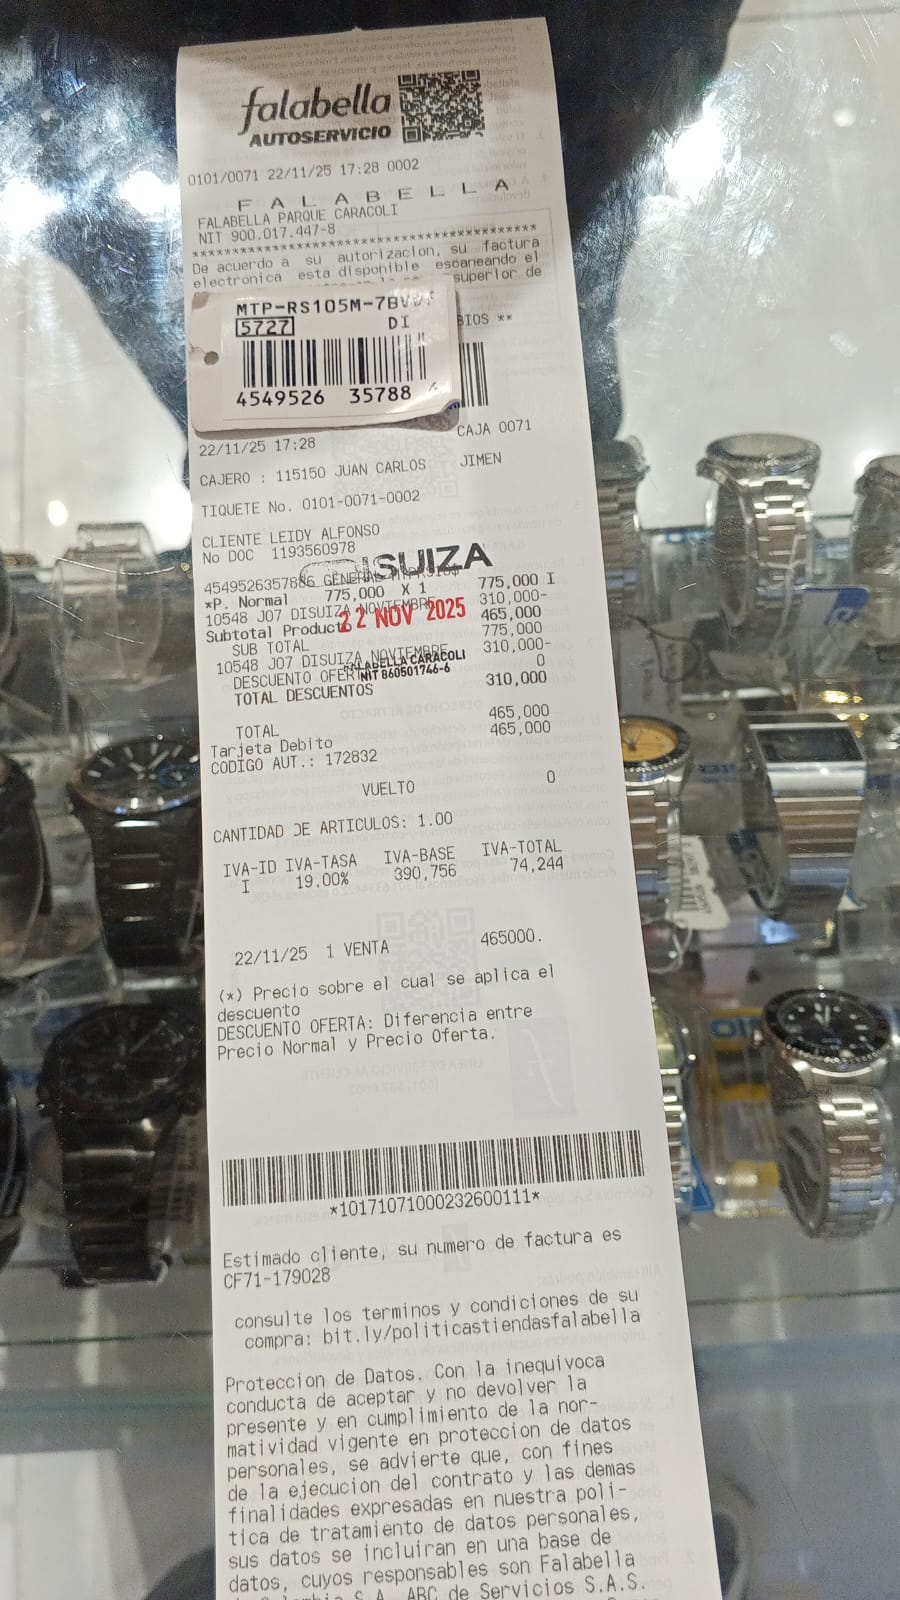 falabella
AUTOSERVICIO
0101/0071 22/11/25 17:28 0002
F A L A B E L L A
FALABELLA PARQUE CARACOLI
NIT 900.017.447-8
****************************************
De acuerdo a su autorizacion, su factura
electronica esta disponible escaneando el
superior de
BIOS **
MTP-RS105M-7BV
5727 DI
4549526 35788
CAJA 0071
22/11/25 17:28
CAJERO : 115150 JUAN CARLOS JIMEN
TIQUETE No. 0101-0071-0002
CLIENTE LEIDY ALFONSO
No DOC 1193560978
DISUIZA
22 NOV 2025
FALABELLA CARACOLI
NIT 860501746-6
4549526357886 GENERAL
*P. Normal 775,000 X 1 775,000 I
10548 J07 DISUIZA NOVIEMBRE 310,000-
Subtotal Product 465,000
SUB TOTAL 775,000
10548 J07 DISUIZA NOVIEMBRE 310,000-
DESCUENTO OFERT 0
TOTAL DESCUENTOS 310,000
TOTAL 465,000
Tarjeta Debito 465,000
CODIGO AUT.: 172832
VUELTO 0
CANTIDAD DE ARTICULOS: 1.00
IVA-ID IVA-TASA IVA-BASE IVA-TOTAL
I 19.00% 390,756 74,244
22/11/25 1 VENTA 465000.
(*) Precio sobre el cual se aplica el
descuento
DESCUENTO OFERTA: Diferencia entre
Precio Normal y Precio Oferta.
*10171071000232600111*
Estimado cliente, su numero de factura es
CF71-179028
consulte los terminos y condiciones de su
compra: bit.ly/politicastiendasfalabella
Proteccion de Datos. Con la inequivoca
conducta de aceptar y no devolver la
presente y en cumplimiento de la nor-
matividad vigente en proteccion de datos
personales, se advierte que, con fines
de la ejecucion del contrato y las demas
finalidades expresadas en nuestra poli-
tica de tratamiento de datos personales,
sus datos se incluiran en una base de
datos, cuyos responsables son Falabella
S.A. ABC de Servicios S.A.S.